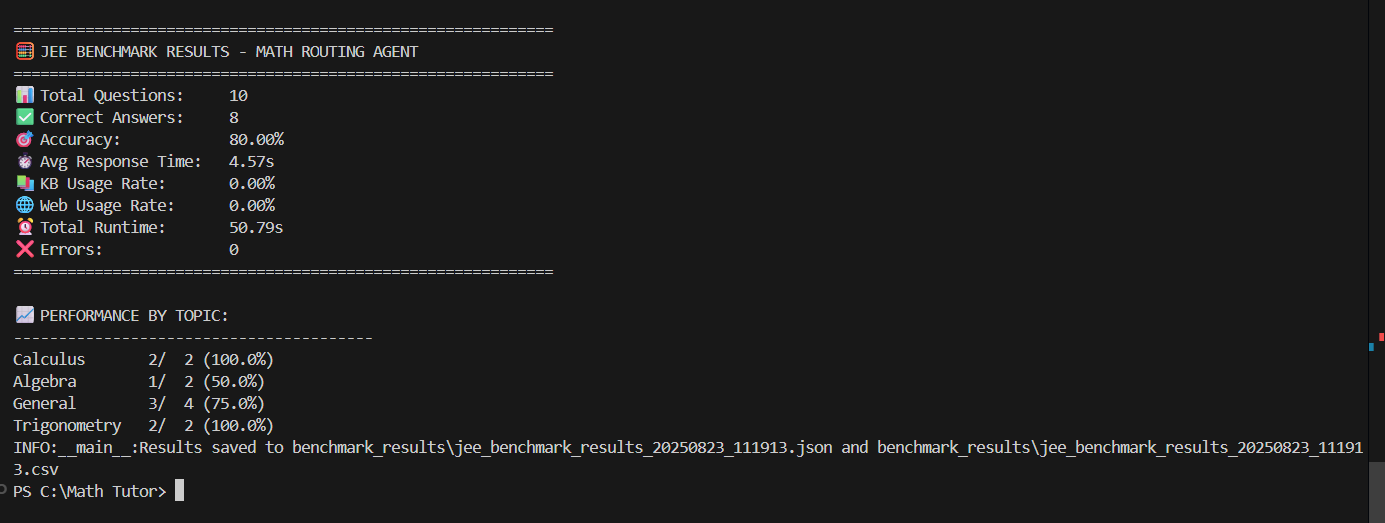 ============================================================
🧮 JEE BENCHMARK RESULTS - MATH ROUTING AGENT
============================================================
📊 Total Questions:     10
✅ Correct Answers:     8
🎯 Accuracy:            80.00%
⏱️ Avg Response Time:   4.57s
📚 KB Usage Rate:       0.00%
🌐 Web Usage Rate:      0.00%
⏰ Total Runtime:       50.79s
❌ Errors:              0
============================================================
📈 PERFORMANCE BY TOPIC:
----------------------------------------
Calculus       2/  2 (100.0%)
Algebra        1/  2 (50.0%)
General        3/  4 (75.0%)
Trigonometry   2/  2 (100.0%)
INFO:__main__:Results saved to benchmark_results\jee_benchmark_results_20250823_111913.json and benchmark_results\jee_benchmark_results_20250823_11191
3.csv
PS C:\Math Tutor>